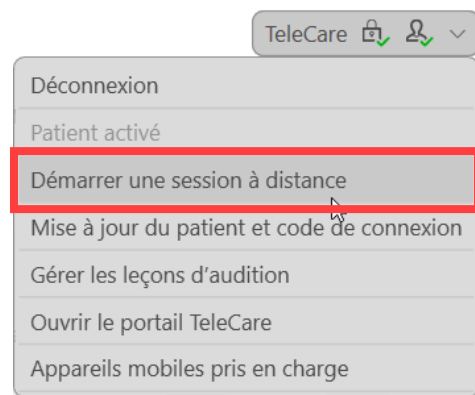 TeleCare
Déconnexion
Patient activé
Démarrer une session à distance
Mise à jour du patient et code de connexion
Gérer les leçons d'audition
Ouvrir le portail TeleCare
Appareils mobiles pris en charge